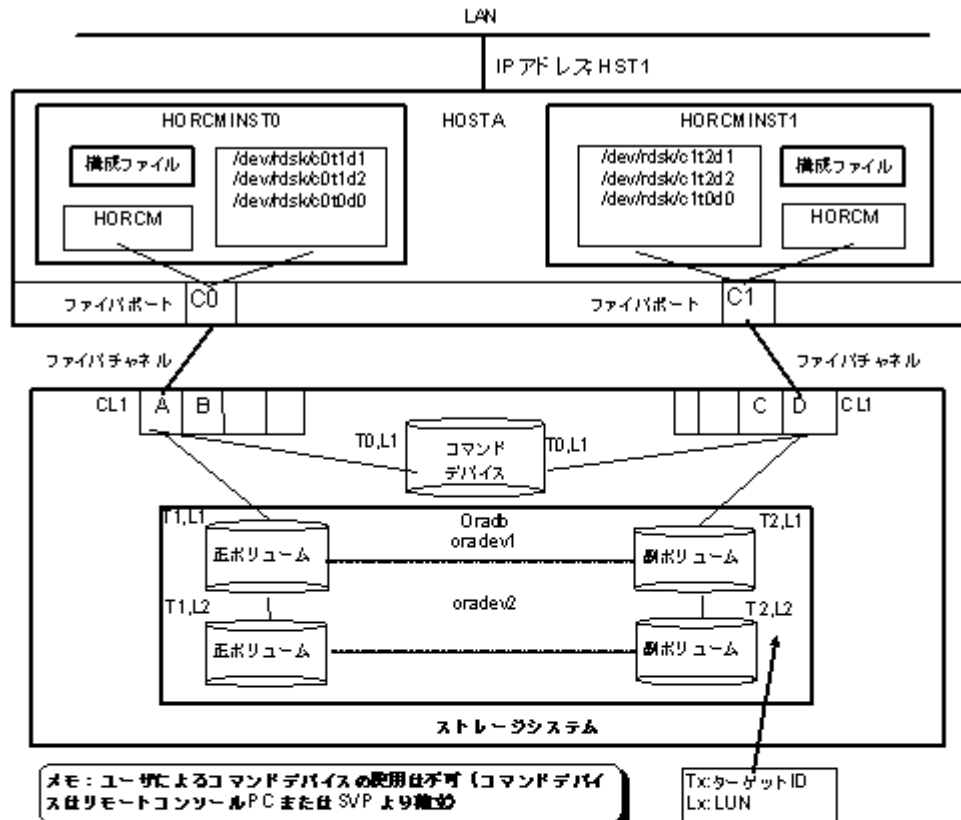 LAN
IPアドレス HST1
HORCMINST0
HOSTA
HORCMINST1
構成ファイル
/dev/rdsk/c0t1d1
/dev/rdsk/c0t1d2
/dev/rdsk/c0t0d0
/dev/rdsk/c1t2d1
/dev/rdsk/c1t2d2
/dev/rdsk/c1t0d0
構成ファイル
HORCM
HORCM
ファイバポート
C0
ファイバポート
C1
ファイバチャネル
ファイバチャネル
CL1
A
B
C
D
CL1
T0,L1
コマンド
デバイス
T0,L1
T1,L1
Oradb
oradev1
T2,L1
正ボリューム
副ボリューム
T1,L2
oradev2
T2,L2
正ボリューム
副ボリューム
ストレージシステム
メモ：ユーザによるコマンドデバイスの使用は不可（コマンドデバイ
スはリモートコンソールPCまたはSVPより
Tx:ターゲットID
Lx:LUN